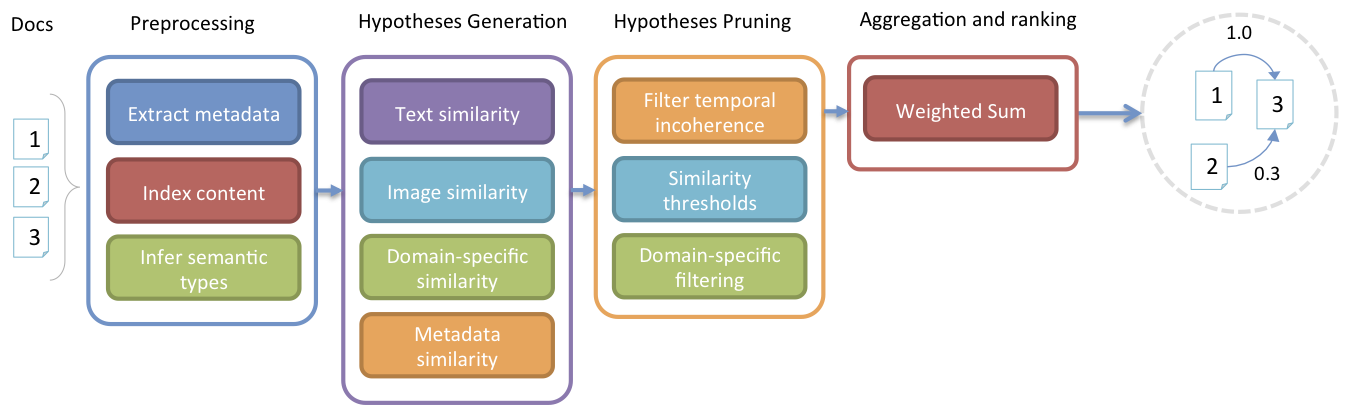 Docs
Preprocessing
Hypotheses Generation
Hypotheses Pruning
Aggregation and ranking
1
2
3
Extract metadata
Index content
Infer semantic
types
Text similarity
Image similarity
Domain-specific
similarity
Metadada
similarity
Filter temporal
incoherence
Similarity
thresholds
Domain-specific
filtering
Weighted Sum
1.0
1
3
2
0.3